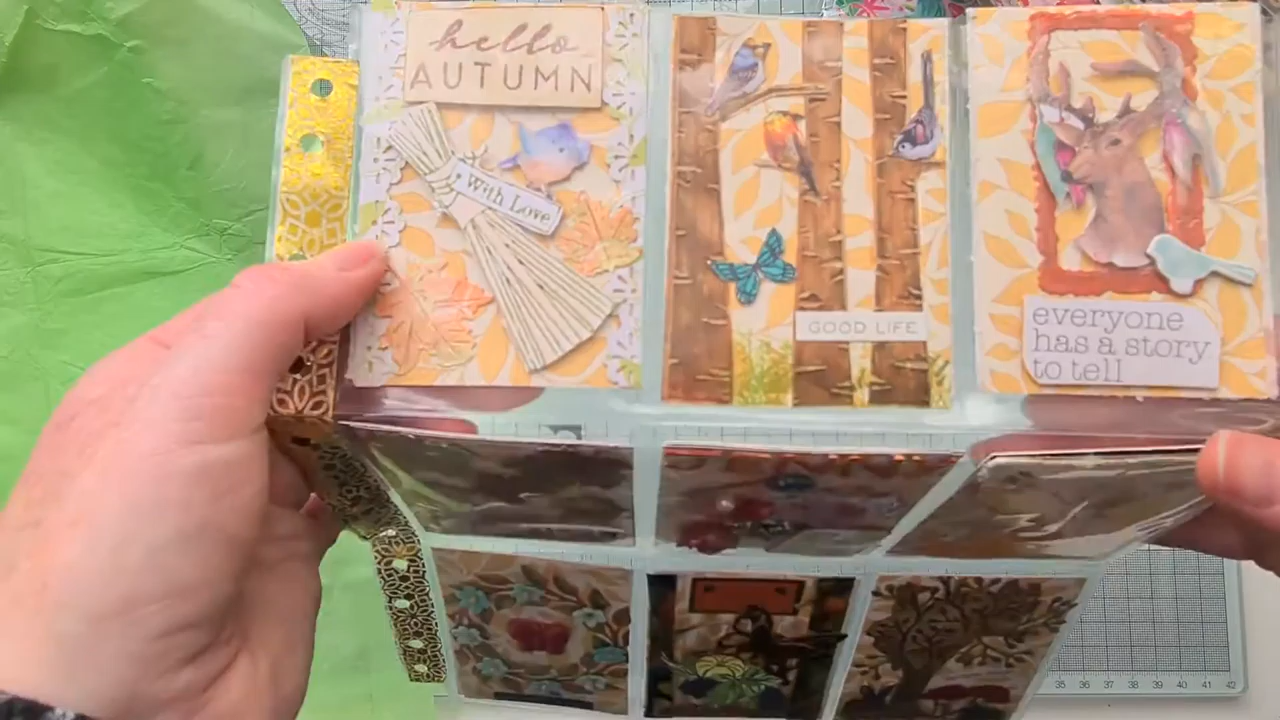 hello
AUTUMN
With Love
GOOD LIFE
everyone
has a story
to tell
35 36 37 38 39 40 41 42